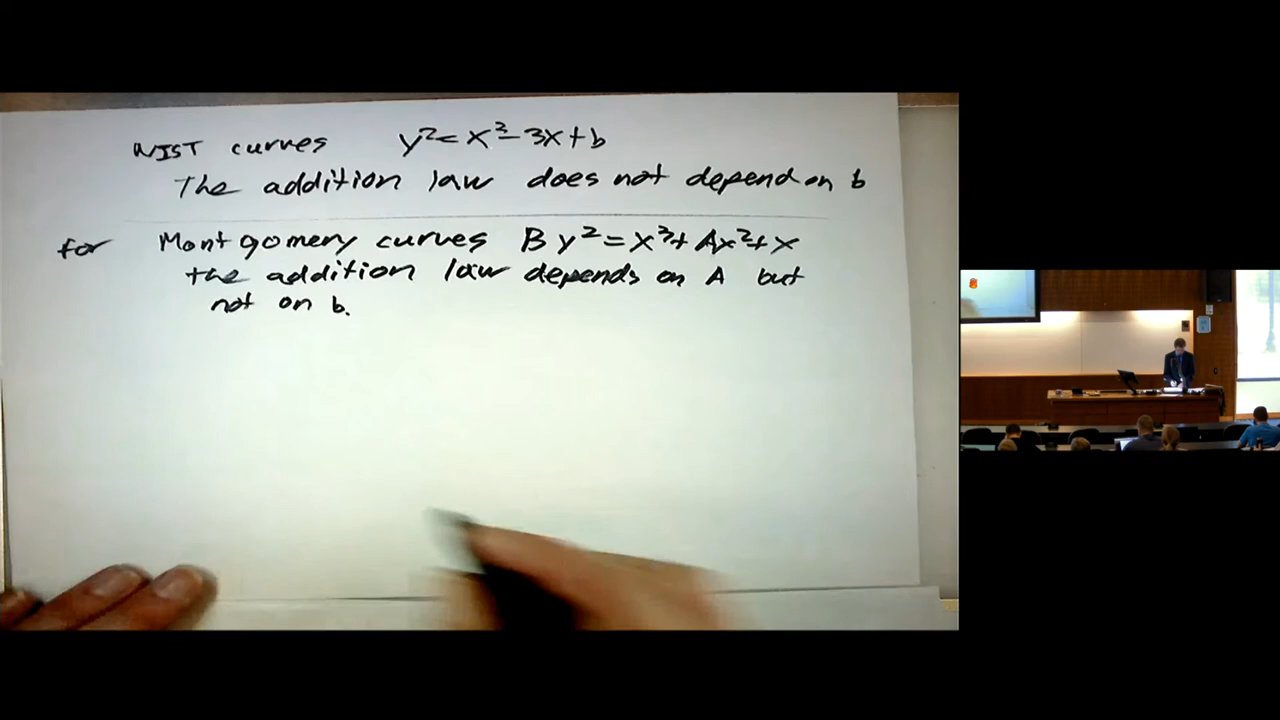 NIST curves y² = x³ - 3x + b
The addition law does not depend on b
for Montgomery curves By² = x³ + Ax² + x
the addition law depends on A but
not on b.